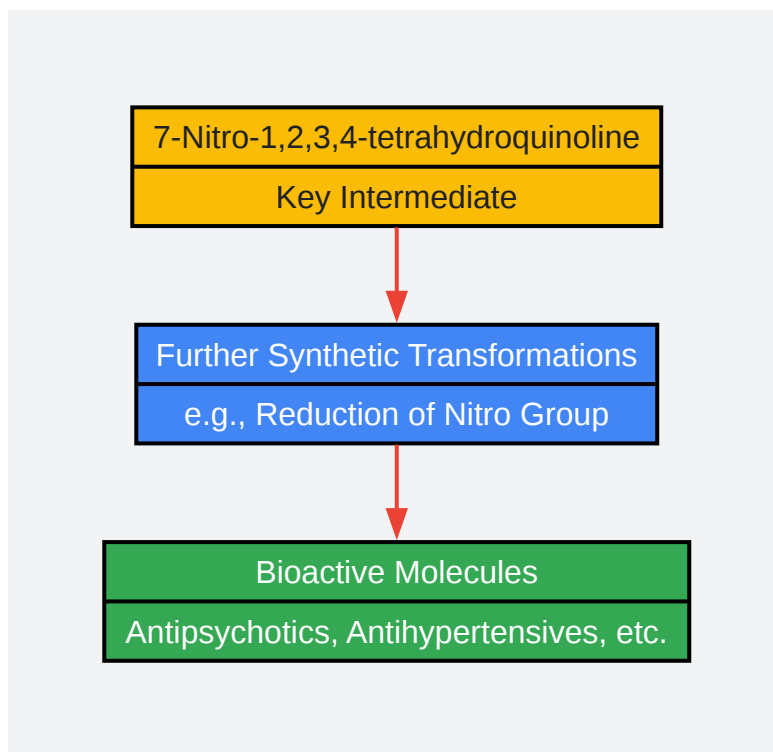 7-Nitro-1,2,3,4-tetrahydroquinoline
Key Intermediate
Further Synthetic Transformations
e.g., Reduction of Nitro Group
Bioactive Molecules
Antipsychotics, Antihypertensives, etc.